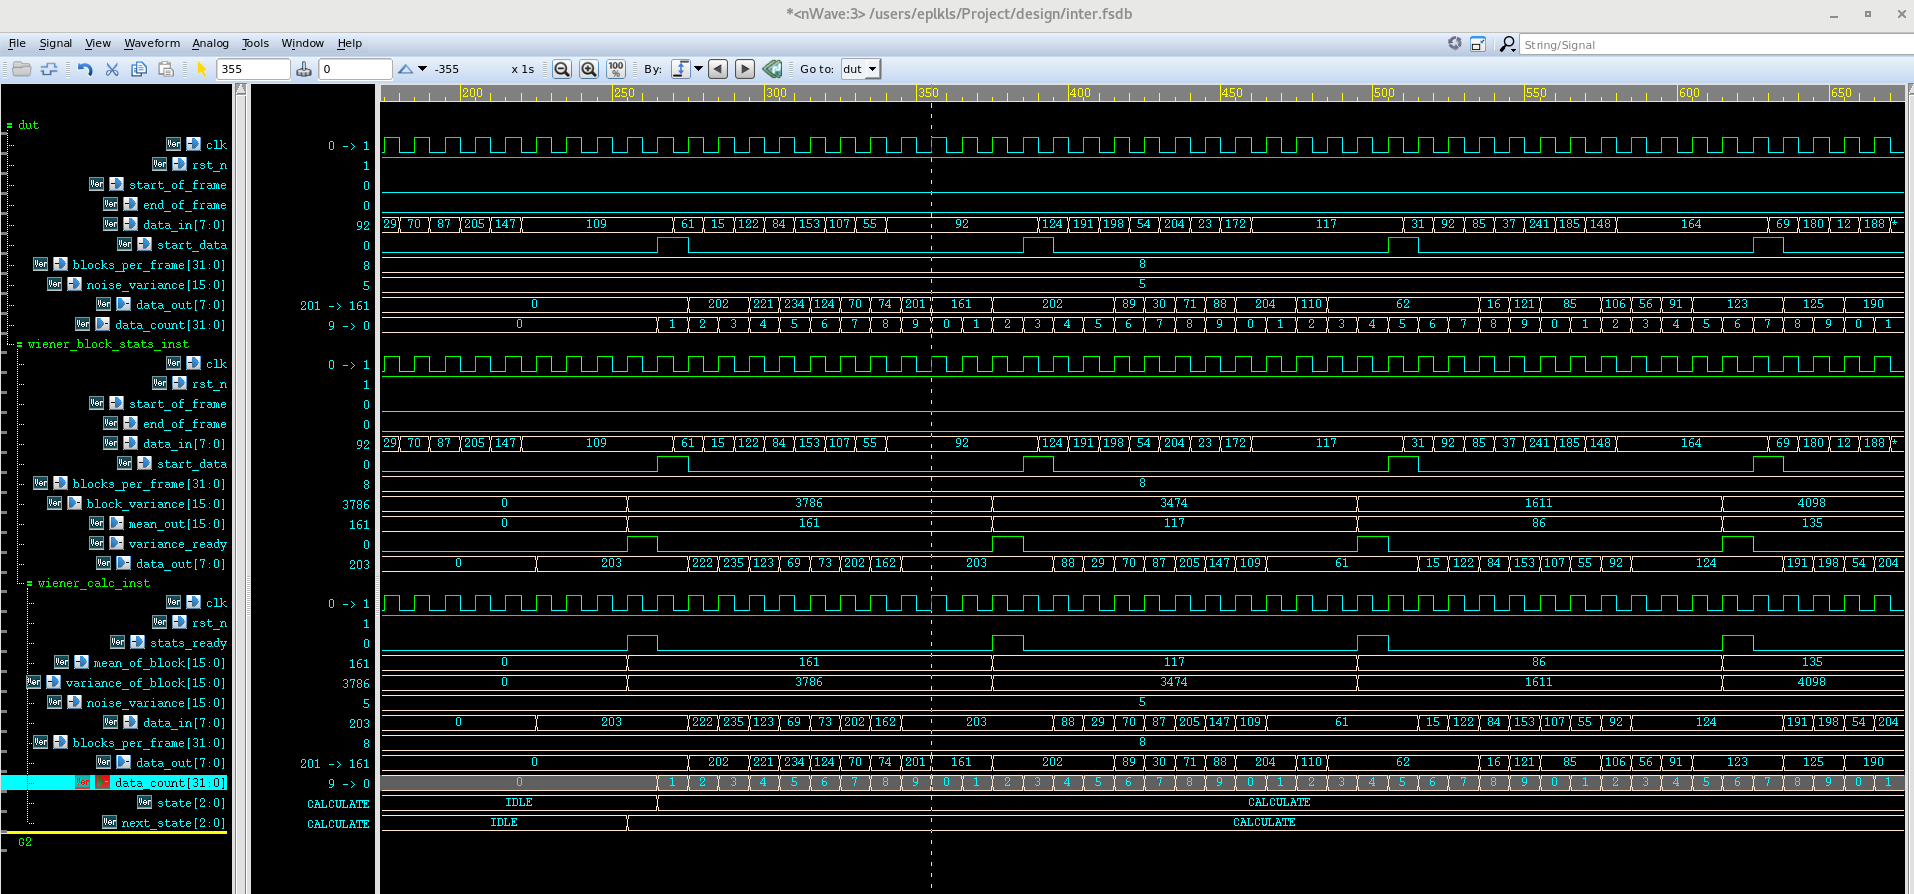 *<nWave:3> /users/eplkls/Project/design/inter.fsdb
File Signal View Waveform Analog Tools Window Help String/Signal
355 0 -355 x 1s 100 % By: Go to: dut
200 250 300 350 400 450 500 550 600 650
dut
clk 0 -> 1
rst_n 1
start_of_frame 0
end_of_frame 0
data_in[7:0] 92 29 70 87 205 147 109 61 15 122 84 153 107 55 92 124 191 198 54 204 23 172 117 31 92 85 37 241 185 148 164 69 180 12 188 *
start_data 0
blocks_per_frame[31:0] 8 8
noise_variance[15:0] 5 5
data_out[7:0] 201 -> 161 0 202 221 234 124 70 74 201 161 202 89 30 71 88 204 110 62 16 121 85 106 56 91 123 125 190
data_count[31:0] 9 -> 0 0 1 2 3 4 5 6 7 8 9 0 1 2 3 4 5 6 7 8 9 0 1 2 3 4 5 6 7 8 9 0 1 2 3 4 5 6 7 8 9 0 1
wiener_block_stats_inst
clk 0 -> 1
rst_n 1
start_of_frame 0
end_of_frame 0
data_in[7:0] 92 29 70 87 205 147 109 61 15 122 84 153 107 55 92 124 191 198 54 204 23 172 117 31 92 85 37 241 185 148 164 69 180 12 188 *
start_data 0
blocks_per_frame[31:0] 8 8
block_variance[15:0] 3786 0 3786 3474 1611 4098
mean_out[15:0] 161 0 161 117 86 135
variance_ready 0
data_out[7:0] 203 0 203 222 235 123 69 73 202 162 203 88 29 70 87 205 147 109 61 15 122 84 153 107 55 92 124 191 198 54 204
wiener_calc_inst
clk 0 -> 1
rst_n 1
stats_ready 0
mean_of_block[15:0] 161 0 161 117 86 135
variance_of_block[15:0] 3786 0 3786 3474 1611 4098
noise_variance[15:0] 5 5
data_in[7:0] 203 0 203 222 235 123 69 73 202 162 203 88 29 70 87 205 147 109 61 15 122 84 153 107 55 92 124 191 198 54 204
blocks_per_frame[31:0] 8 8
data_out[7:0] 201 -> 161 0 202 221 234 124 70 74 201 161 202 89 30 71 88 204 110 62 16 121 85 106 56 91 123 125 190
data_count[31:0] 9 -> 0 0 1 2 3 4 5 6 7 8 9 0 1 2 3 4 5 6 7 8 9 0 1 2 3 4 5 6 7 8 9 0 1 2 3 4 5 6 7 8 9 0 1
state[2:0] CALCULATE IDLE CALCULATE
next_state[2:0] CALCULATE IDLE CALCULATE
G2